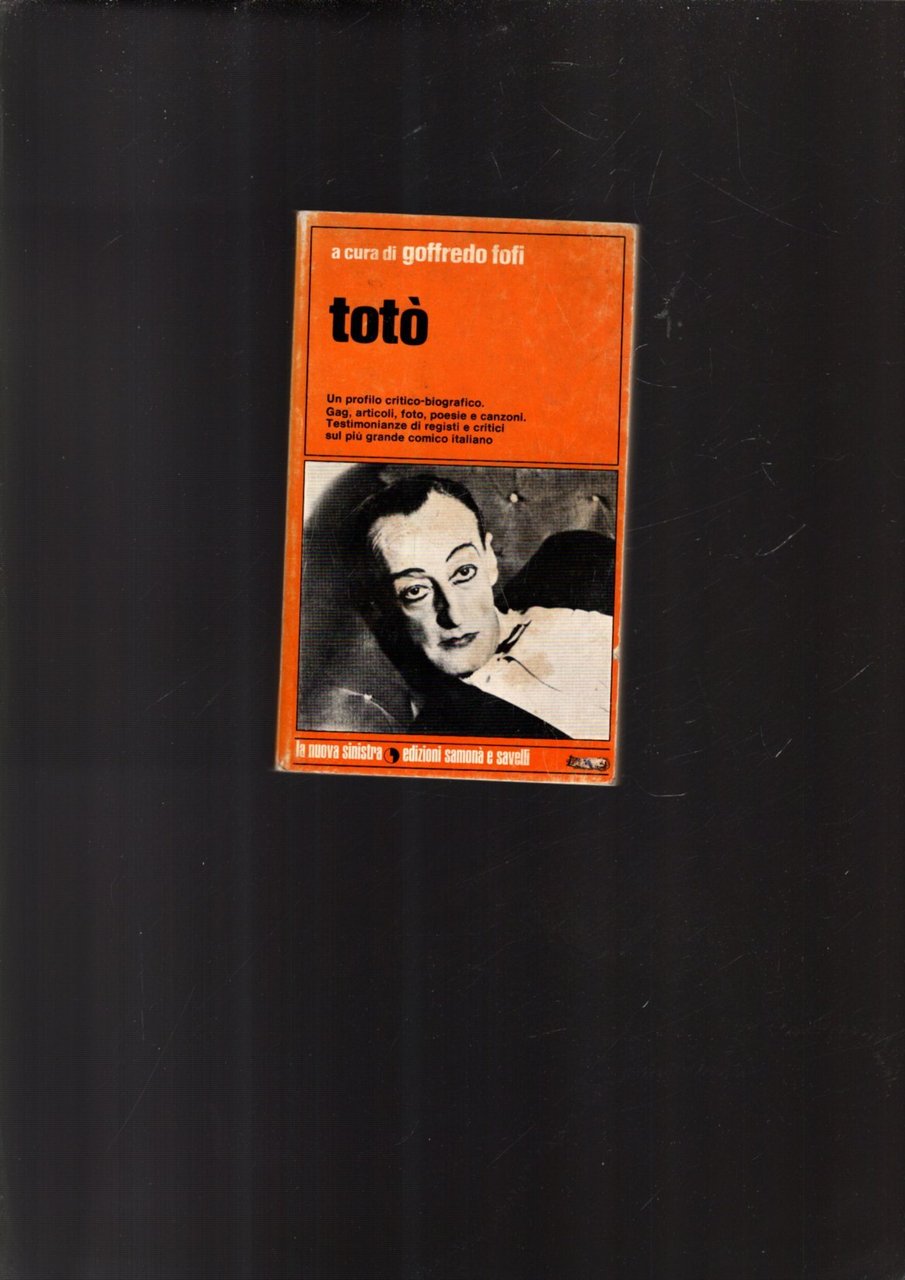 a cura di goffredo fofi
totò
Un profilo critico-biografico.
Gag, articoli, foto, poesie e canzoni.
Testimonianze di registi e critici
sul più grande comico italiano
la nuova sinistra edizioni samonà e savelli